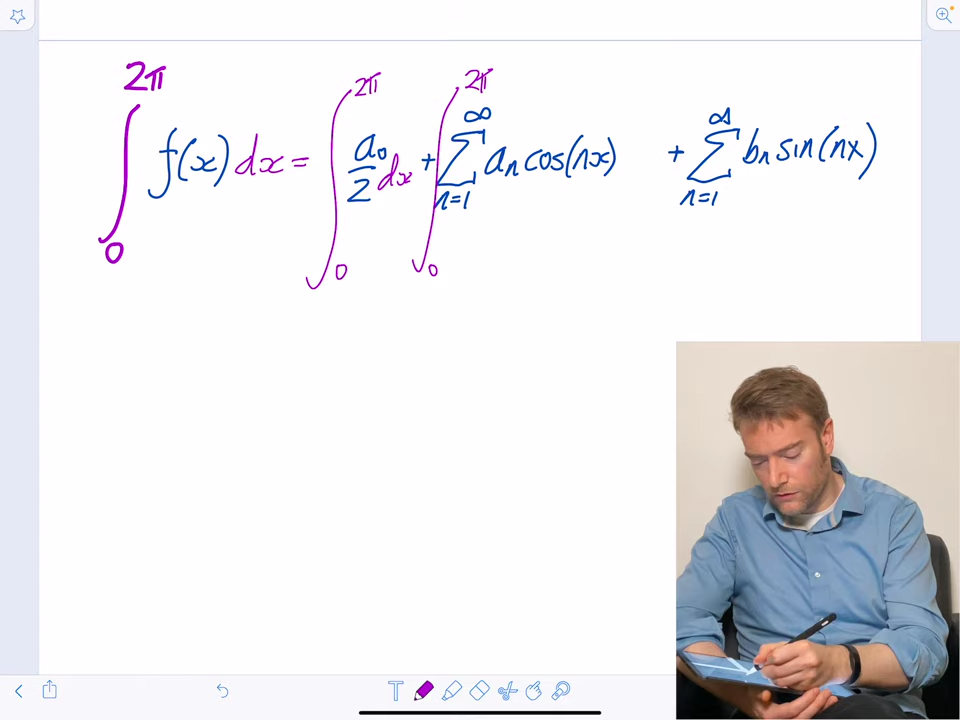 ∫₀^2π f(x) dx = ∫₀^2π a₀/2 dx + ∫₀^2π ∑_{n=1}^∞ aₙ cos(nx) + ∑_{n=1}^∞ bₙ sin(nx)